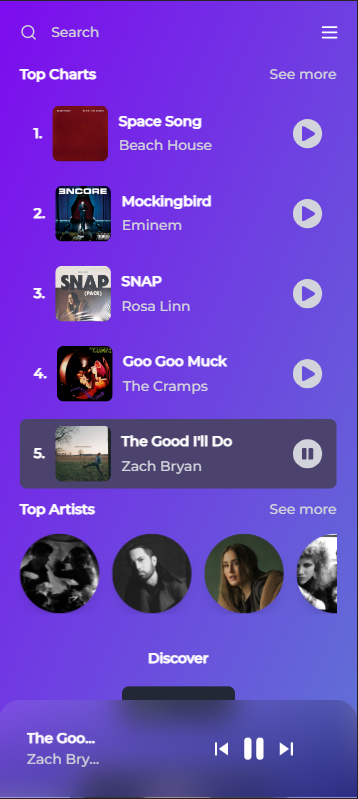 Search
Top Charts
See more
1.
Space Song
Beach House
2.
ƎNCORE
Mockingbird
Eminem
3.
SNAP
(PACK)
SNAP
Rosa Linn
4.
Goo Goo Muck
The Cramps
5.
The Good I'll Do
Zach Bryan
Top Artists
See more
Discover
The Goo...
Zach Bry...